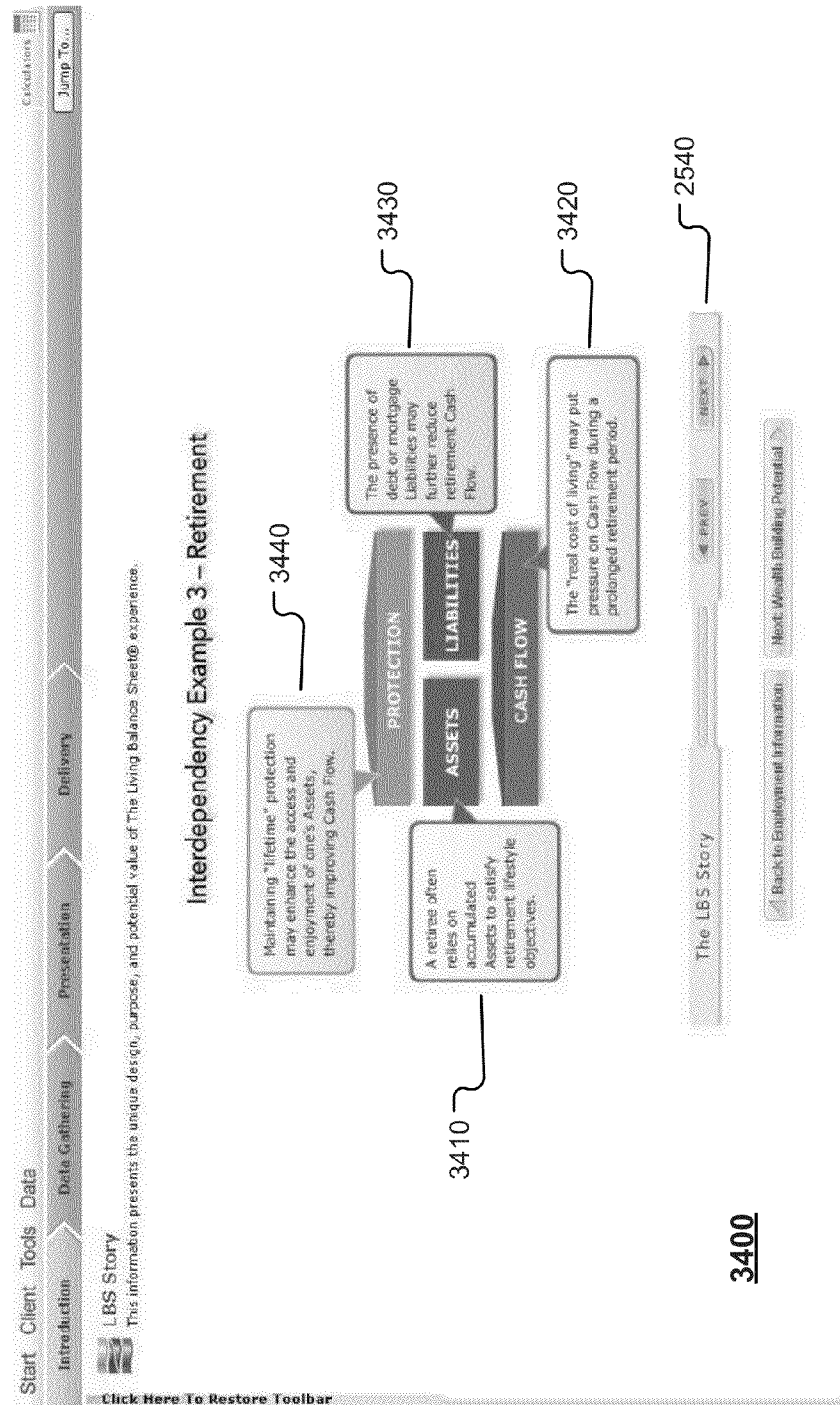 Start Client Tools Data
Calculators
Introduction
Data Gathering
Presentation
Delivery
Jump To...
LBS Story
This information presents the unique design, purpose, and potential value of The Living Balance Sheet® experience.
Click Here To Restore Toolbar
Interdependency Example 3 – Retirement
Maintaining "lifetime" protection
may enhance the access and
enjoyment of one's Assets,
thereby improving Cash Flow.
3440
PROTECTION
ASSETS
LIABILITIES
CASH FLOW
The presence of
debt or mortgage
Liabilities may
further reduce
retirement Cash
Flow.
3430
A retiree often
relies on
accumulated
Assets to satisfy
retirement lifestyle
objectives.
3410
The "real cost of living" may put
pressure on Cash Flow during a
prolonged retirement period.
3420
The LBS Story
PREV
NEXT
2540
Back to Employment Information
Next: Wealth Building Potential
3400